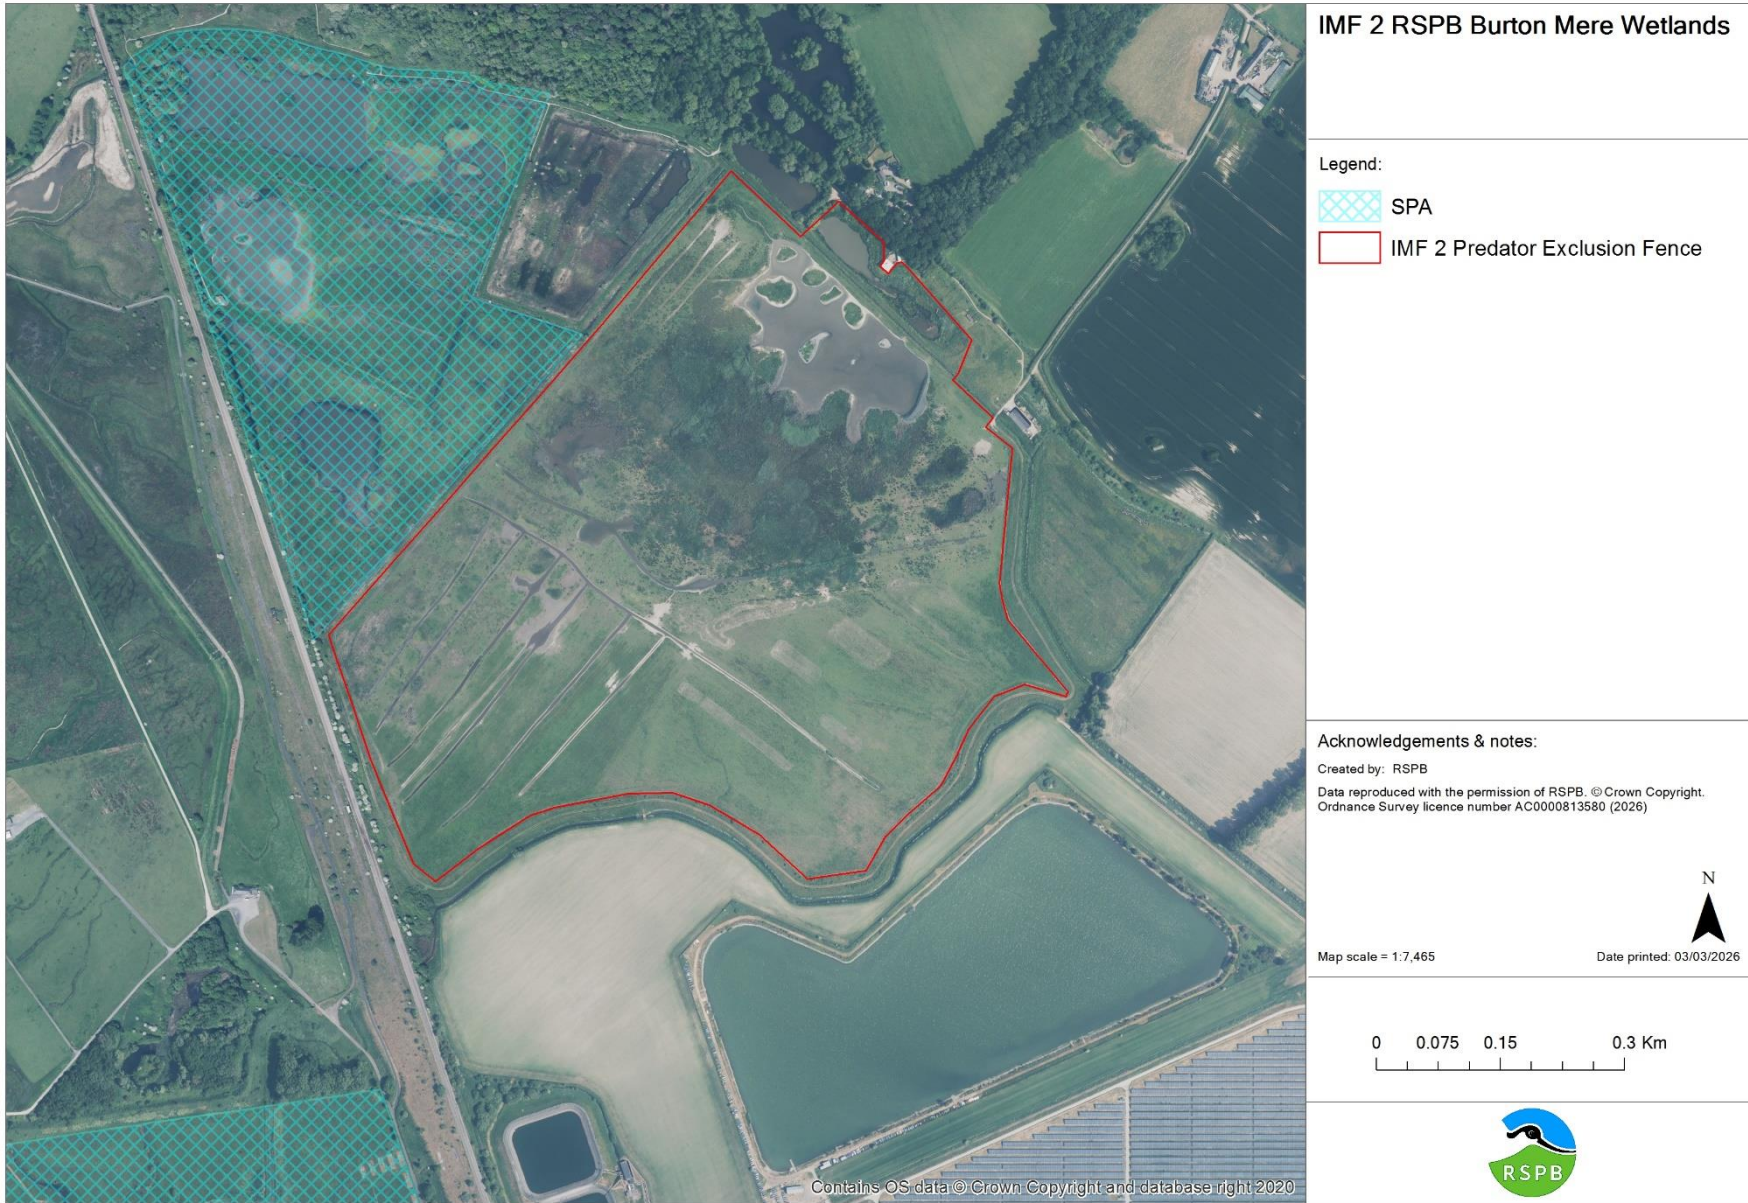 IMF 2 RSPB Burton Mere Wetlands
Legend:
SPA
IMF 2 Predator Exclusion Fence
Acknowledgements & notes:
Created by: RSPB
Data reproduced with the permission of RSPB. © Crown Copyright.
Ordnance Survey licence number AC0000813580 (2026)
N
Map scale = 1:7,465 Date printed: 03/03/2026
0 0.075 0.15 0.3 Km
RSPB
Contains OS data © Crown Copyright and database right 2020